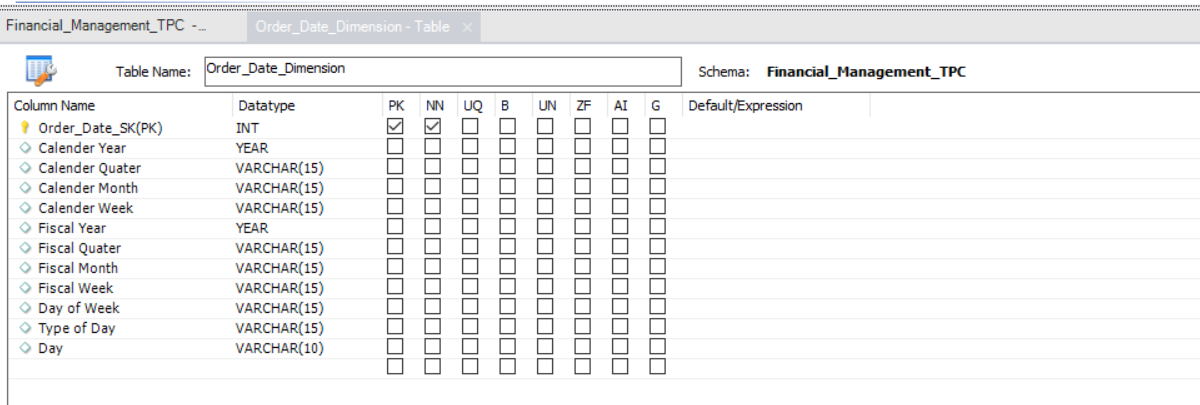 Financial_Management_TPC -... Order_Date_Dimension - Table ×
Table Name: Order_Date_Dimension Schema: Financial_Management_TPC
Column Name Datatype PK NN UQ B UN ZF AI G Default/Expression
Order_Date_SK(PK) INT
Calender Year YEAR
Calender Quater VARCHAR(15)
Calender Month VARCHAR(15)
Calender Week VARCHAR(15)
Fiscal Year YEAR
Fiscal Quater VARCHAR(15)
Fiscal Month VARCHAR(15)
Fiscal Week VARCHAR(15)
Day of Week VARCHAR(15)
Type of Day VARCHAR(15)
Day VARCHAR(10)